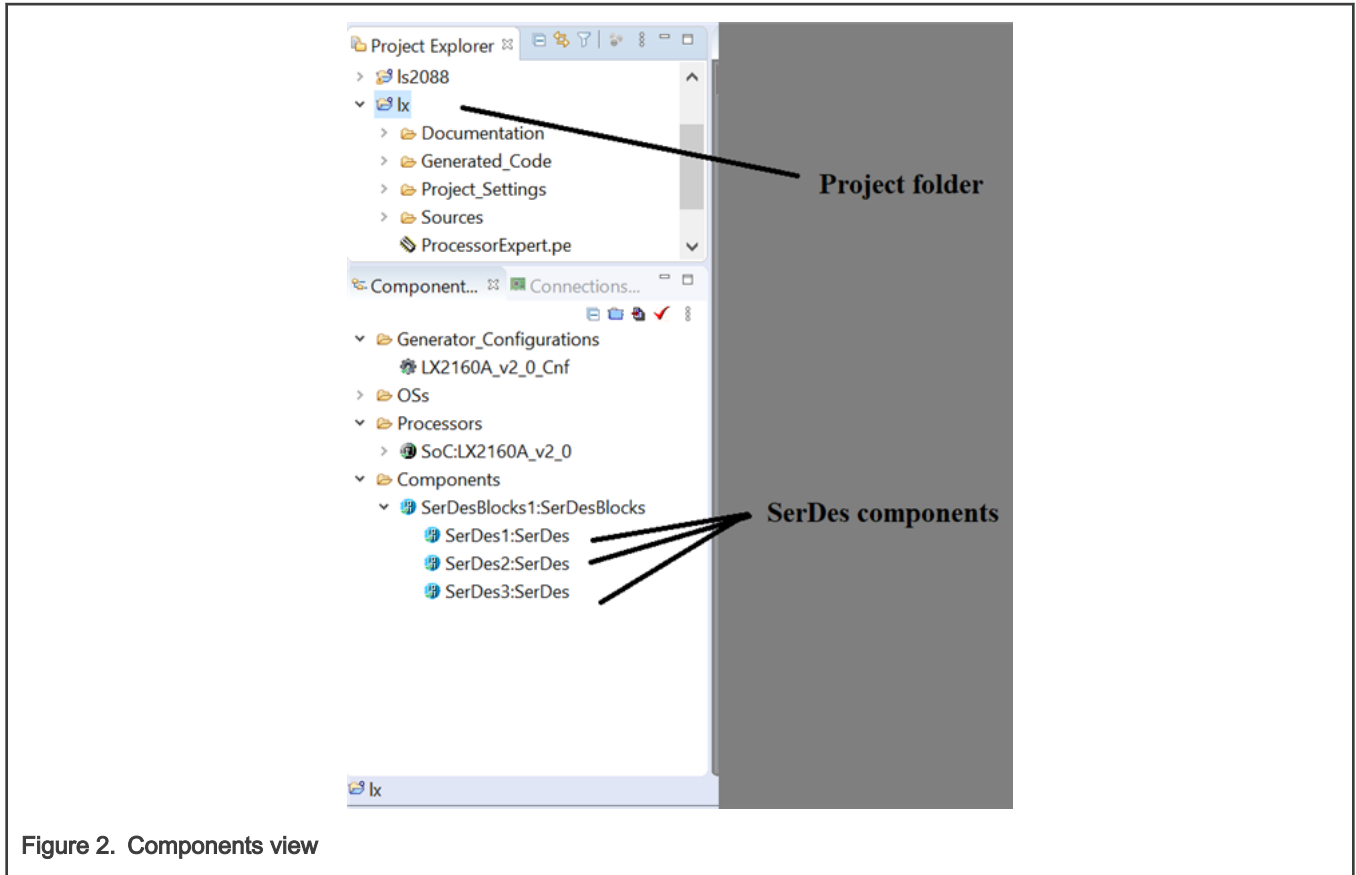 Project Explorer
ls2088
lx
Documentation
Generated_Code
Project_Settings
Sources
ProcessorExpert.pe
Project folder
Component... Connections...
Generator_Configurations
LX2160A_v2_0_Cnf
OSs
Processors
SoC:LX2160A_v2_0
Components
SerDesBlocks1:SerDesBlocks
SerDes components
SerDes1:SerDes
SerDes2:SerDes
SerDes3:SerDes
lx
Figure 2. Components view